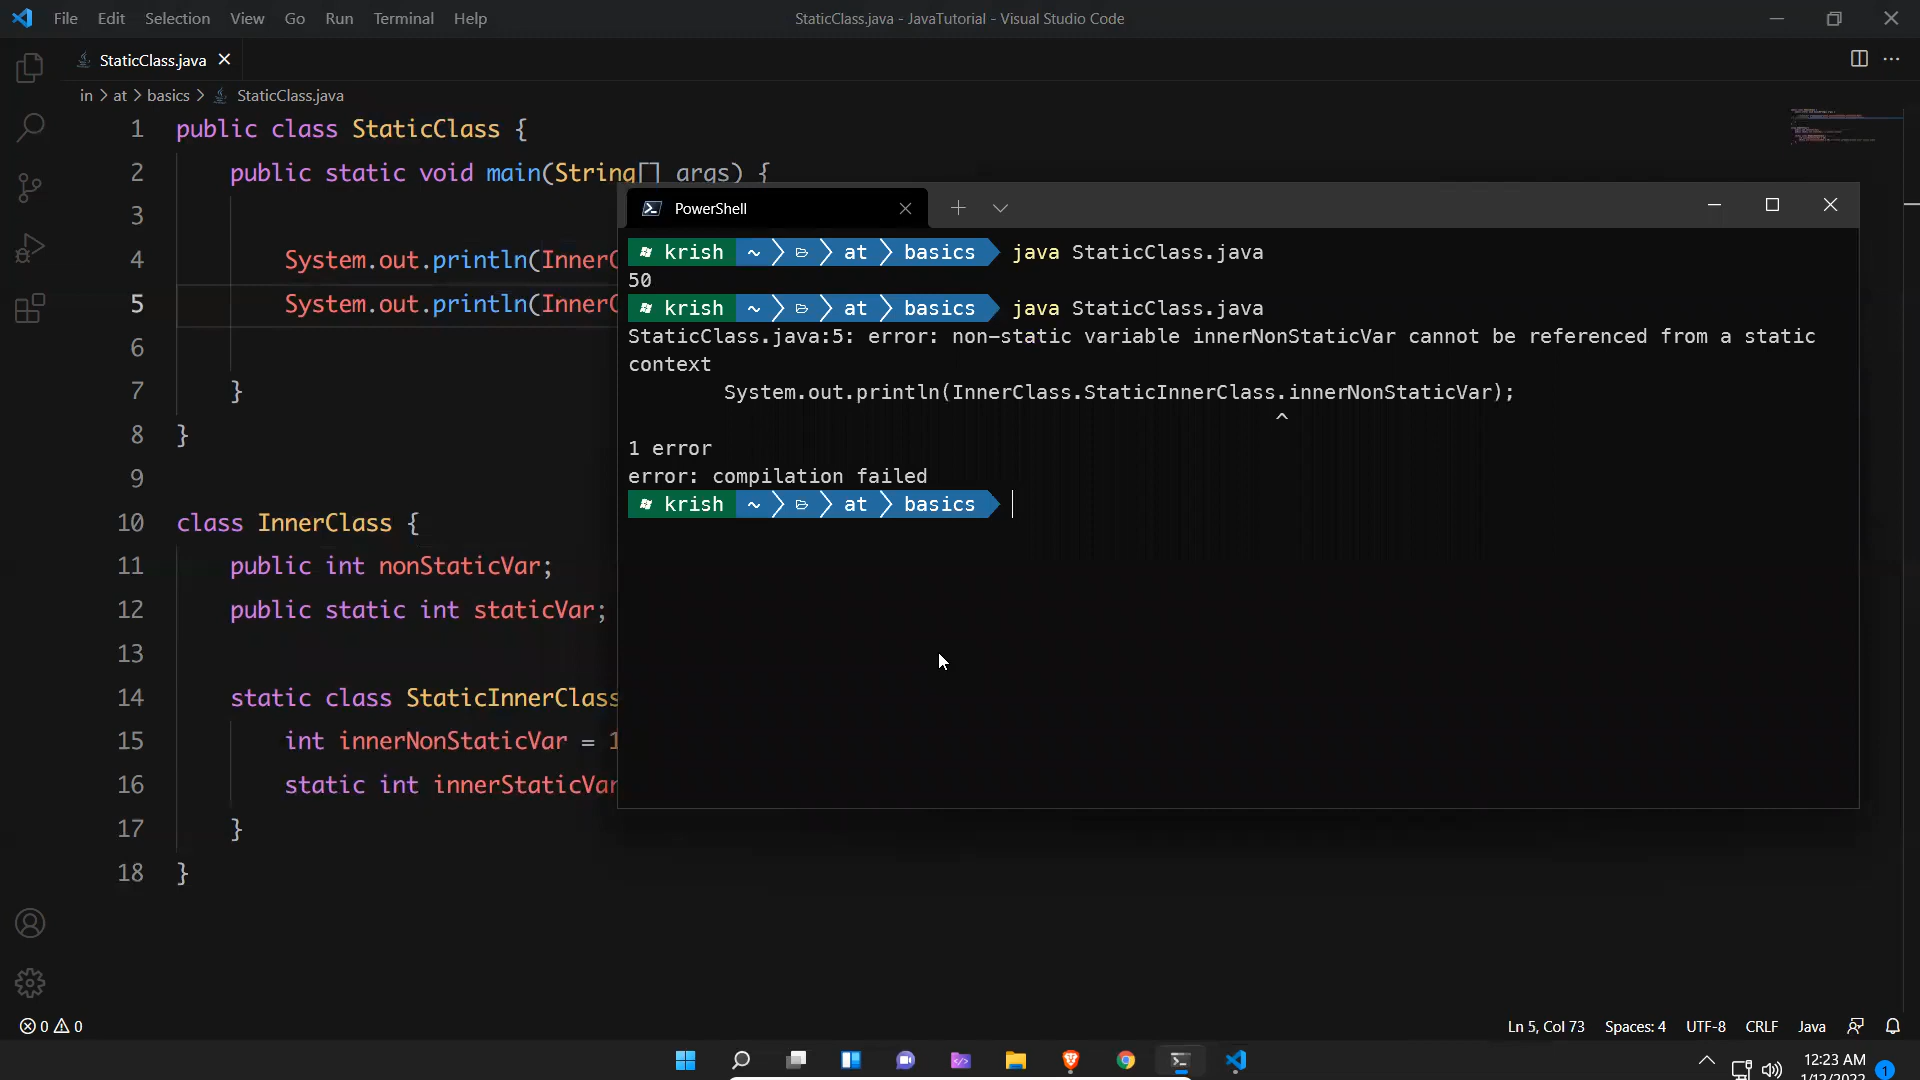 File Edit Selection View Go Run Terminal Help
StaticClass.java - JavaTutorial - Visual Studio Code
StaticClass.java
in > at > basics > StaticClass.java
1 public class StaticClass {
2 public static void main(String[] args) {
3
4 System.out.println(InnerC
5 System.out.println(InnerC
6
7 }
8 }
9
10 class InnerClass {
11 public int nonStaticVar;
12 public static int staticVar;
13
14 static class StaticInnerClass
15 int innerNonStaticVar = 1
16 static int innerStaticVar
17 }
18 }
PowerShell
krish ~ at basics java StaticClass.java
50
krish ~ at basics java StaticClass.java
StaticClass.java:5: error: non-static variable innerNonStaticVar cannot be referenced from a static
context
System.out.println(InnerClass.StaticInnerClass.innerNonStaticVar);
^
1 error
error: compilation failed
krish ~ at basics
0 0
Ln 5, Col 73 Spaces: 4 UTF-8 CRLF Java
12:23 AM
1/12/2022
1